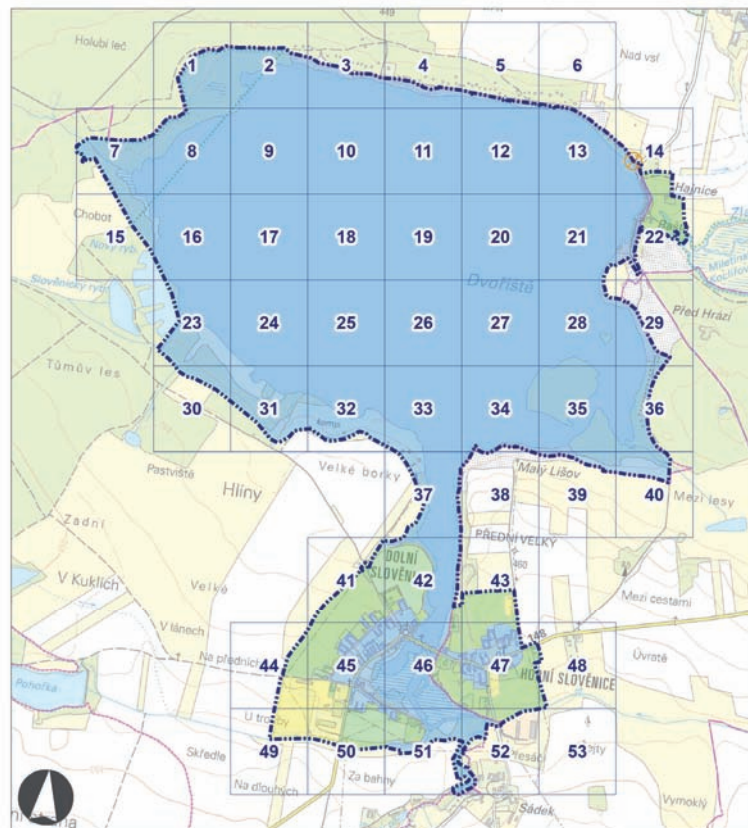 449
Holubí leč
1
2
3
4
5
6
Nad vsí
7
8
9
10
11
12
13
14
Hajnice
Chobot
15
16
17
18
19
20
21
22
Nový ryb.
Slověnický ryb.
Dvořiště
Před Hrází
23
24
25
26
27
28
29
Tůmův les
30
31
32
33
34
35
36
Pastviště
Velké borky
Malý Lišov
Hlíny
37
38
39
40
Mezi lesy
Zadní
PŘEDNÍ VELKÝ
DOLNÍ
SLOVĚNICE
460
V Kuklích
Velké
41
42
43
Mezi cestami
V lánech
148
Na předních
44
45
46
47
48
Úvratě
HORNÍ SLOVĚNICE
Pohořka
U trouby
Skředle
49
50
51
52
53
Za bahny
Na dlouhých
Vymoklý
Sádek